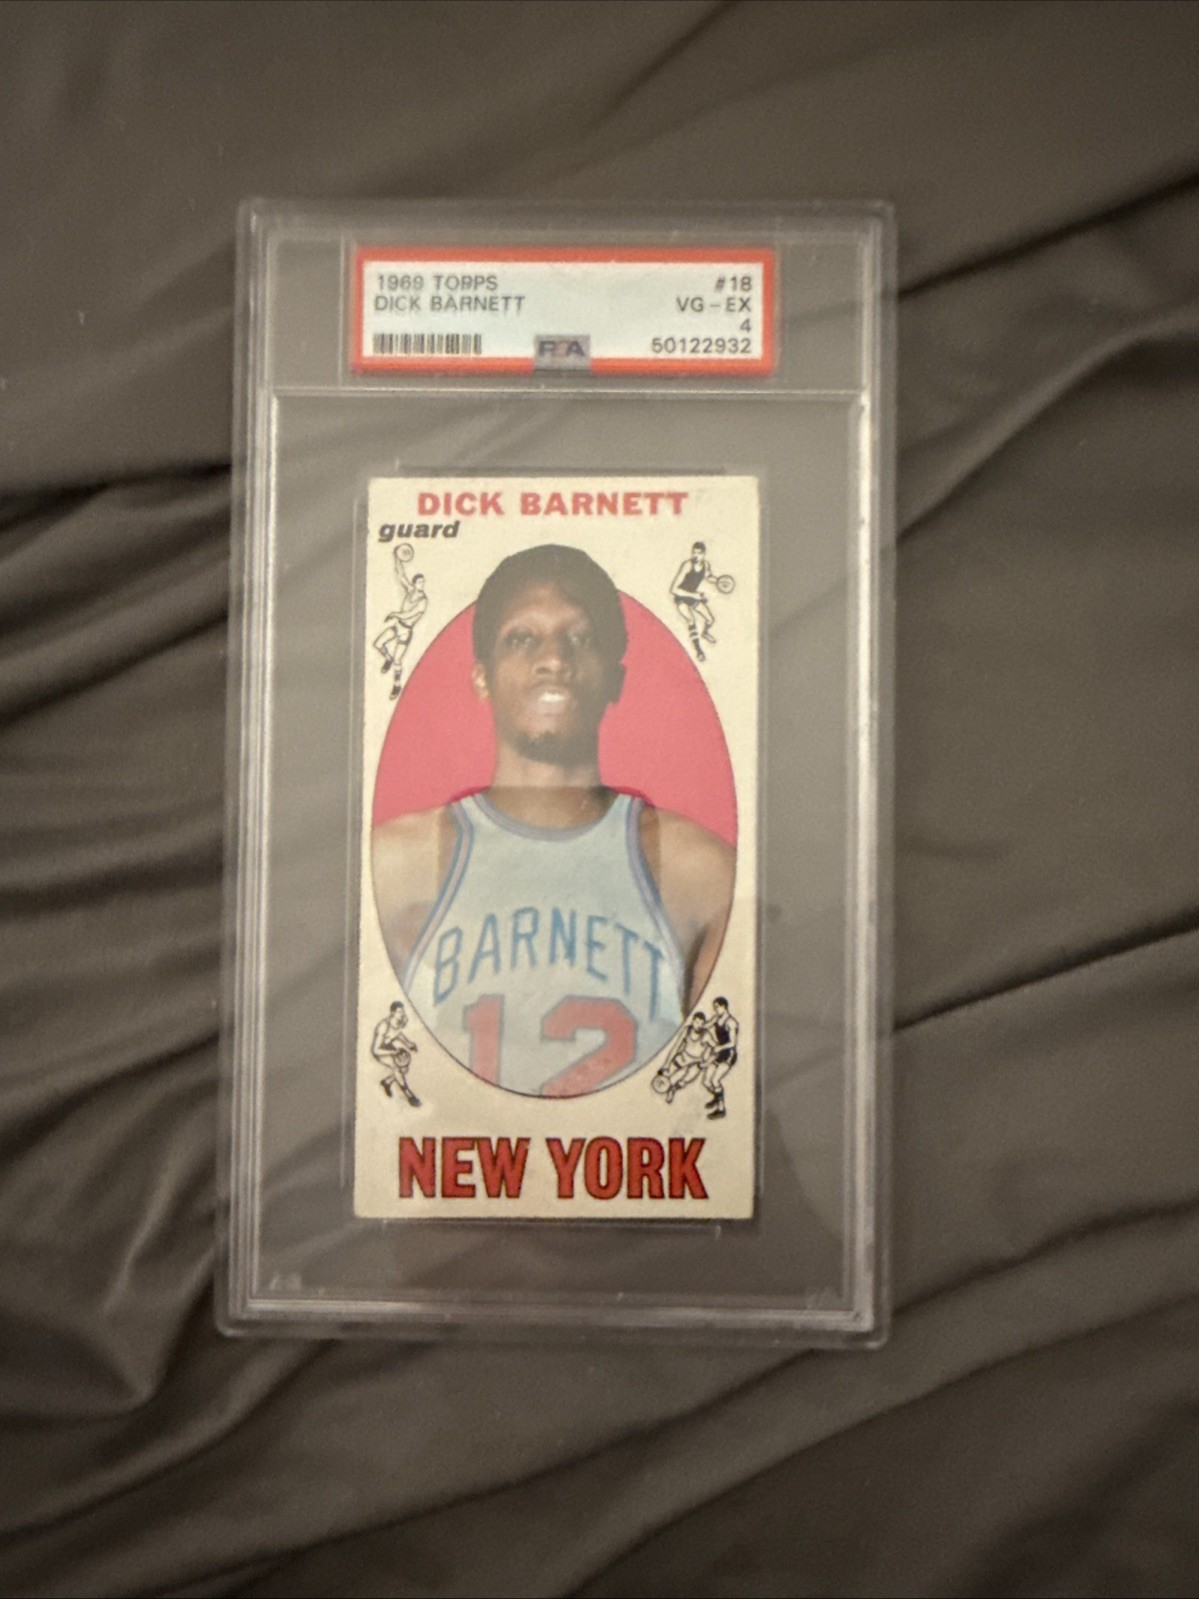 1969 TOPPS #18
DICK BARNETT VG-EX
4
PSA 50122932
DICK BARNETT
guard
BARNETT
12
NEW YORK